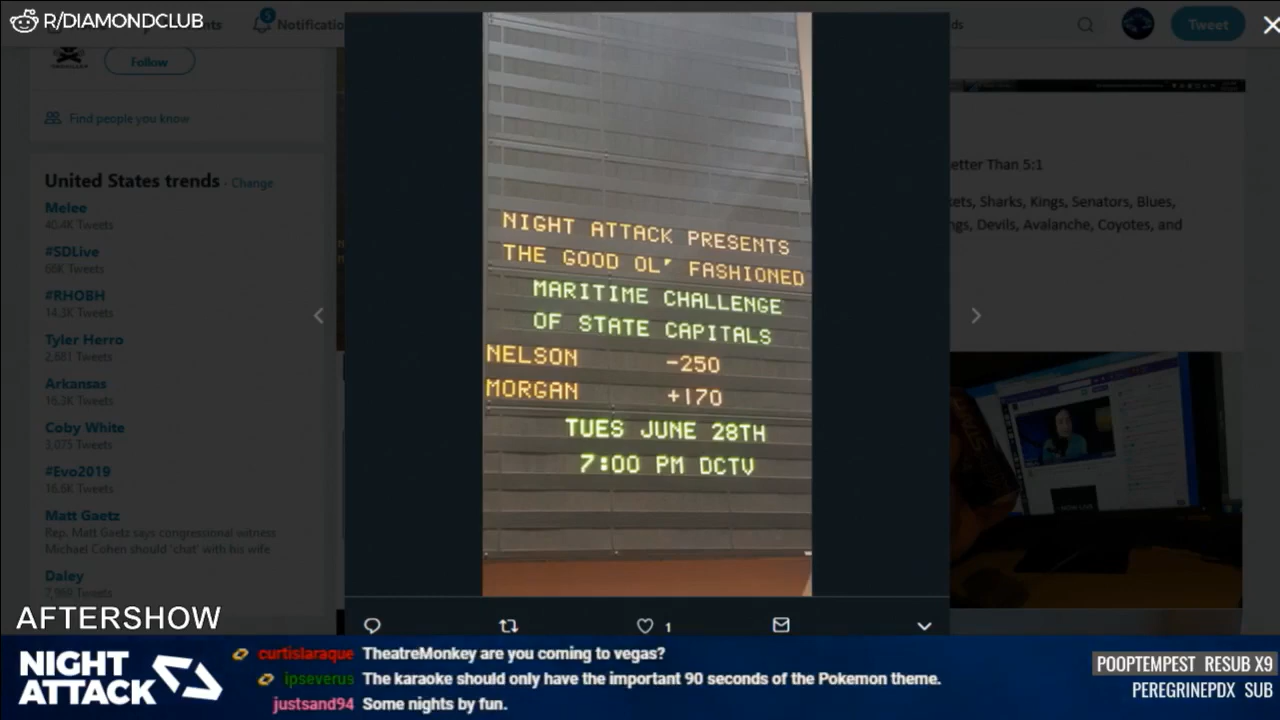 R/DIAMONDCLUB
Notificatio
Tweet
Follow
Find people you know
United States trends · Change
Melee
40.4K Tweets
#SDLive
66K Tweets
#RHOBH
14.3K Tweets
Tyler Herro
2,681 Tweets
Arkansas
16.3K Tweets
Coby White
3,075 Tweets
#Evo2019
16.6K Tweets
Matt Gaetz
Rep. Matt Gaetz says congressional witness
Michael Cohen should 'chat' with his wife
Daley
NIGHT ATTACK PRESENTS
THE GOOD OL' FASHIONED
MARITIME CHALLENGE
OF STATE CAPITALS
NELSON -250
MORGAN +170
TUES JUNE 28TH
7:00 PM DCTV
1
etter Than 5:1
ets, Sharks, Kings, Senators, Blues,
ngs, Devils, Avalanche, Coyotes, and
AFTERSHOW
NIGHT
ATTACK
curtislaraque TheatreMonkey are you coming to vegas?
ipseverus The karaoke should only have the important 90 seconds of the Pokemon theme.
justsand94 Some nights by fun.
POOPTEMPEST RESUB X9
PEREGRINEPDX SUB